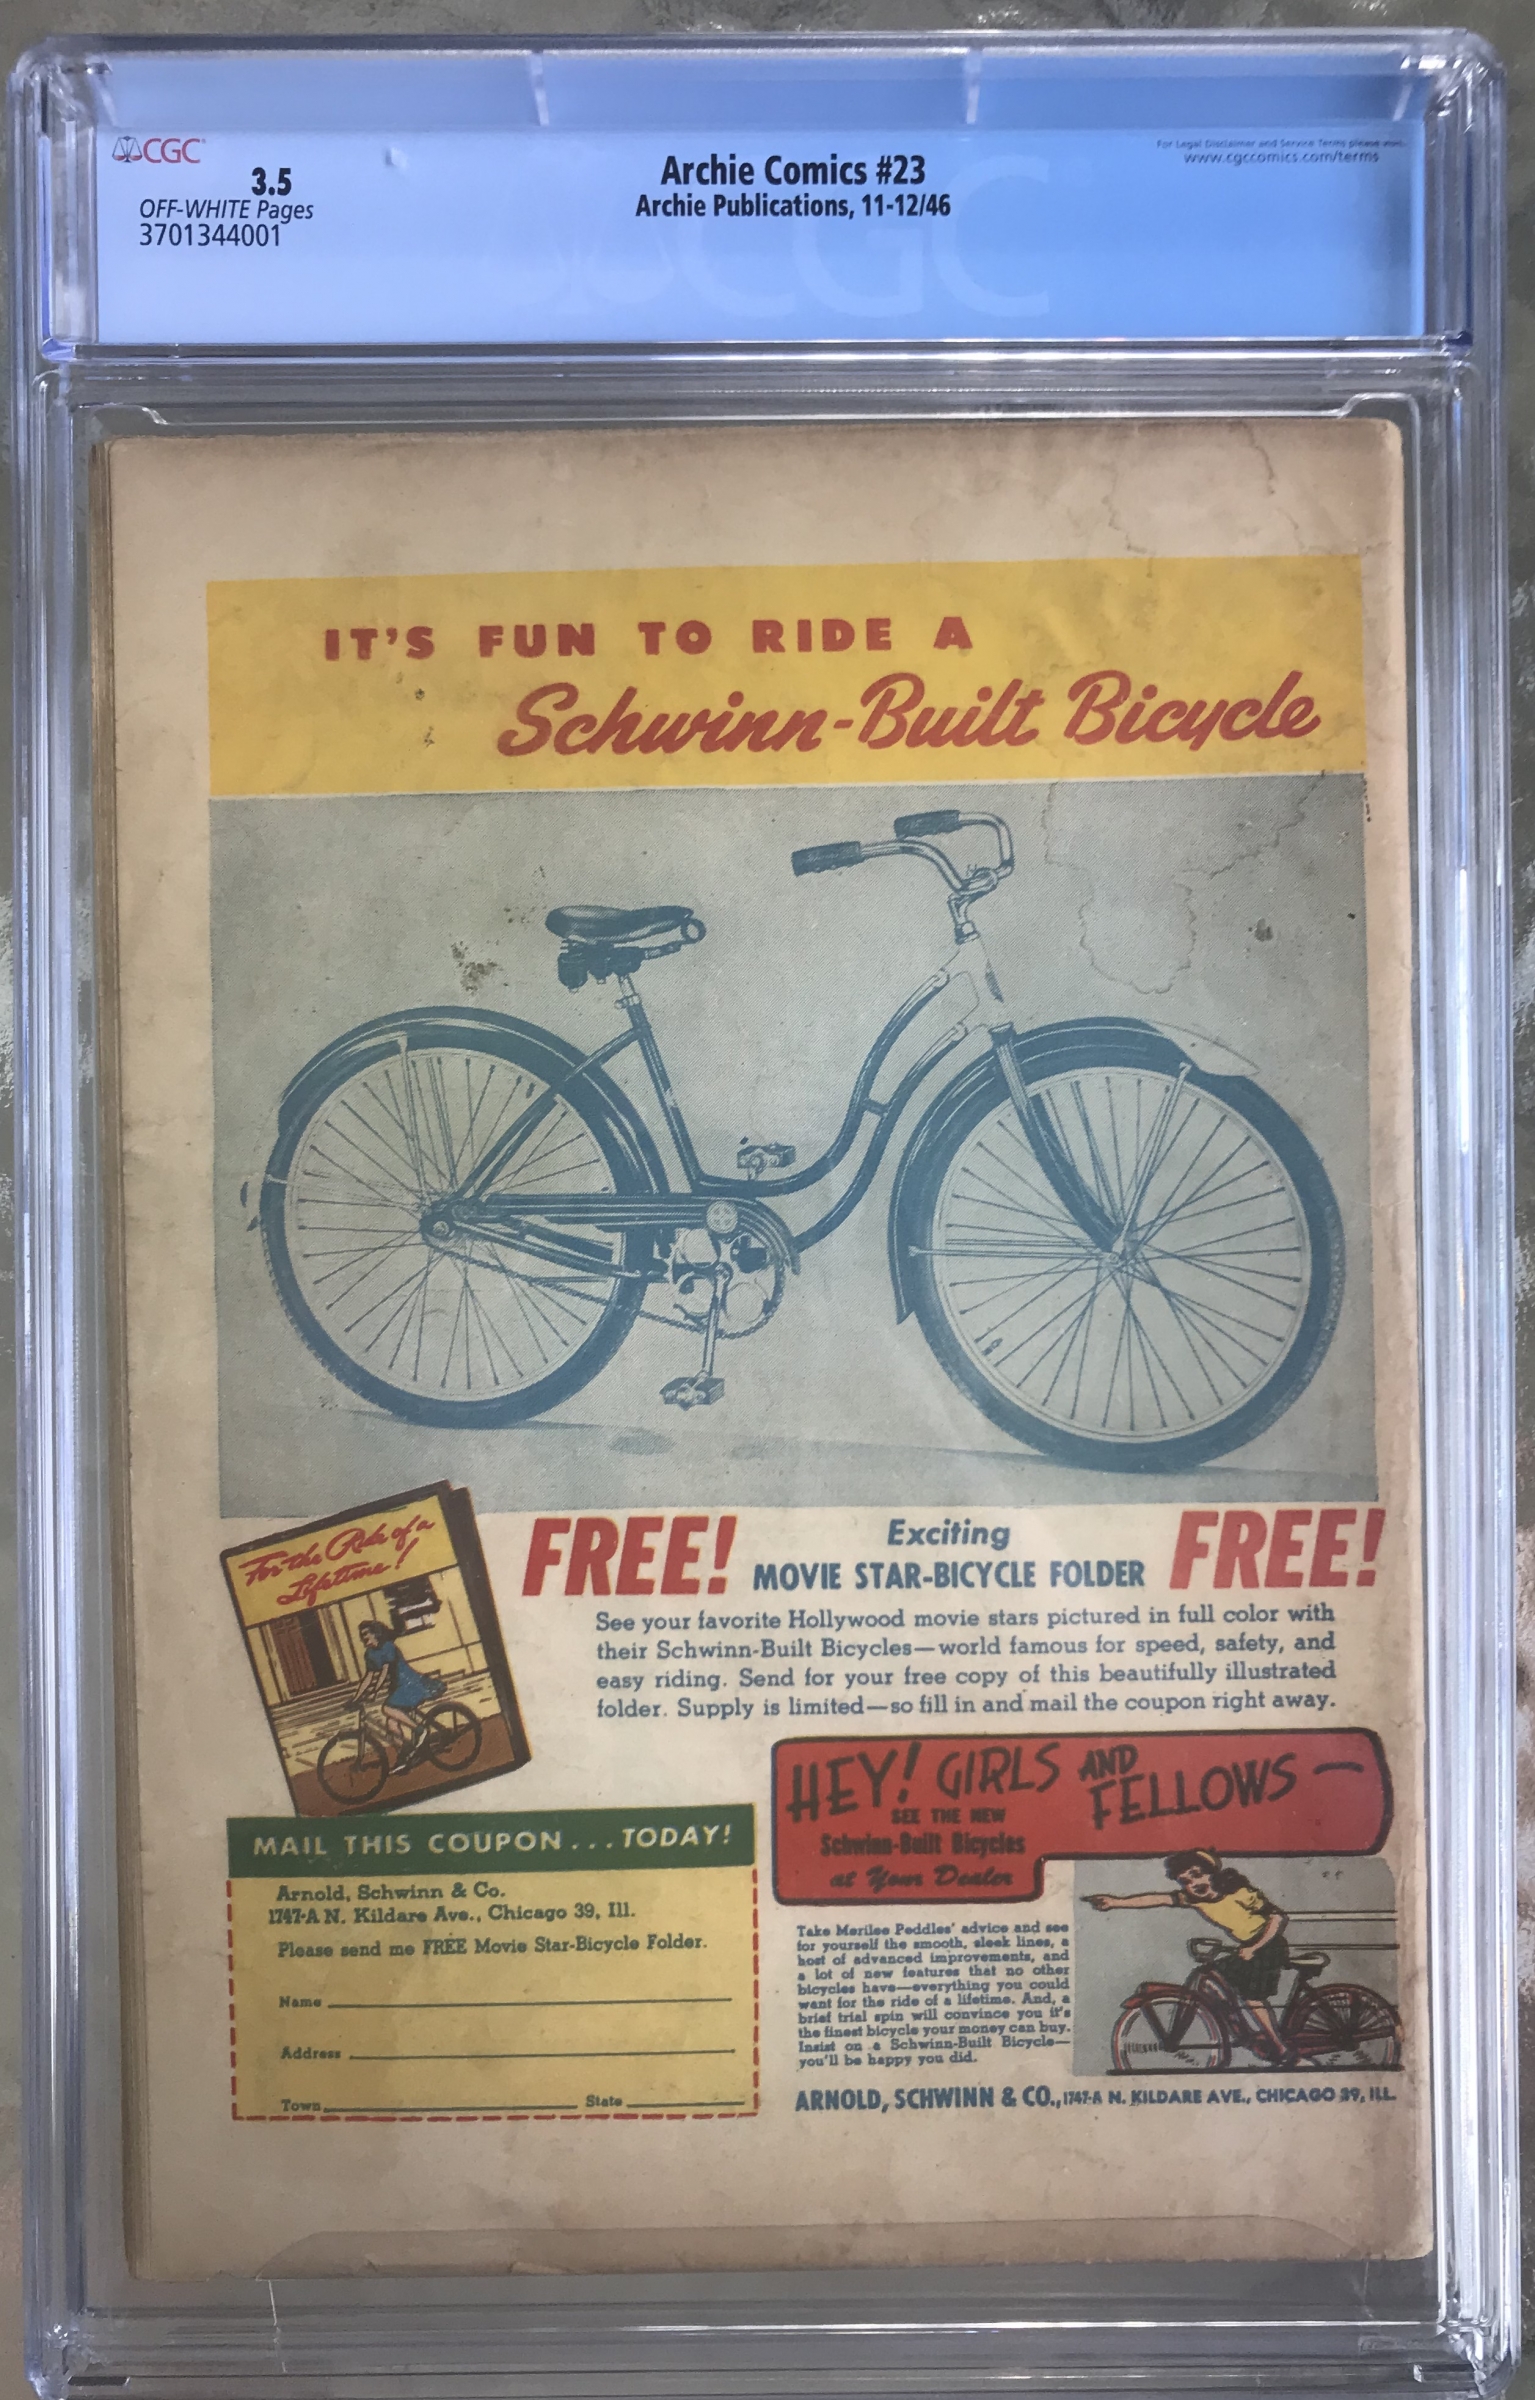 CGC
3.5
OFF-WHITE Pages
3701344001
Archie Comics #23
Archie Publications, 11-12/46
For Legal Disclaimer and Service Terms please visit:
www.cgccomics.com/terms
CGC
IT'S FUN TO RIDE A
Schwinn-Built Bicycle
For the Ride of a
Lifetime!
FREE!
Exciting
MOVIE STAR-BICYCLE FOLDER
FREE!
See your favorite Hollywood movie stars pictured in full color with
their Schwinn-Built Bicycles—world famous for speed, safety, and
easy riding. Send for your free copy of this beautifully illustrated
folder. Supply is limited—so fill in and mail the coupon right away.
MAIL THIS COUPON...TODAY!
Arnold, Schwinn & Co.
1747-A N. Kildare Ave., Chicago 39, Ill.
Please send me FREE Movie Star-Bicycle Folder.
Name
Address
Town State
HEY! GIRLS AND
FELLOWS—
SEE THE NEW
Schwinn-Built Bicycles
at Your Dealer
Take Merilee Peddles' advice and see
for yourself the smooth, sleek lines, a
host of advanced improvements, and
a lot of new features that no other
bicycles have—everything you could
want for the ride of a lifetime. And, a
brief trial spin will convince you it's
the finest bicycle your money can buy.
Insist on a Schwinn-Built Bicycle—
you'll be happy you did.
ARNOLD, SCHWINN & CO., 1747-A N. KILDARE AVE., CHICAGO 39, ILL.